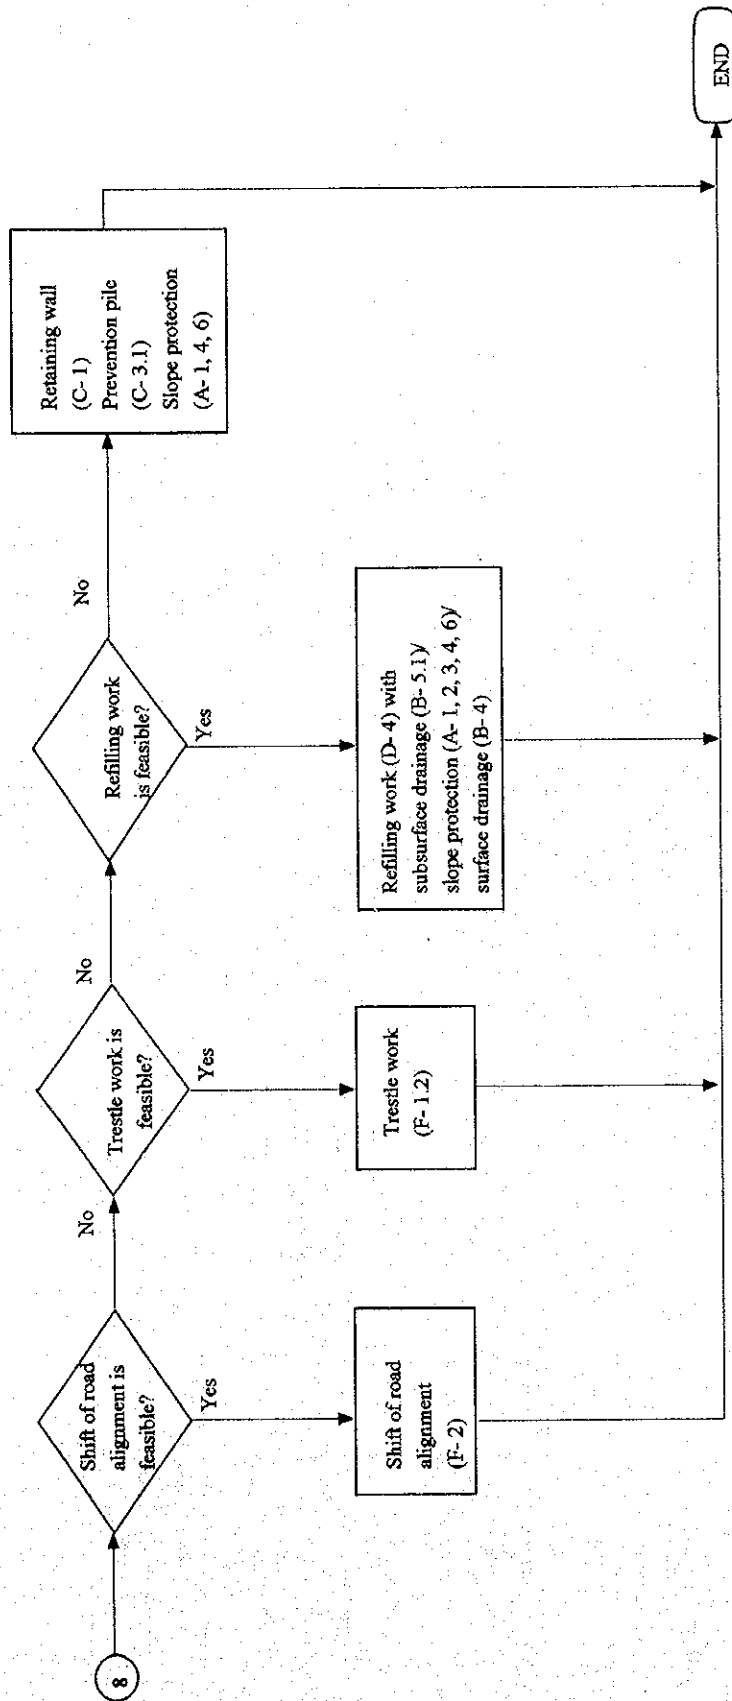 8
Shift of road
alignment is
feasible?
No
Yes
Shift of road
alignment
(F- 2)
Trestle work is
feasible?
No
Yes
Trestle work
(F- 1.2)
Refilling work
is feasible?
No
Yes
Refilling work (D- 4) with
subsurface drainage (B- 5.1)/
slope protection (A- 1, 2, 3, 4, 6)/
surface drainage (B- 4)
Retaining wall
(C- 1)
Prevention pile
(C- 3.1)
Slope protection
(A- 1, 4, 6)
END